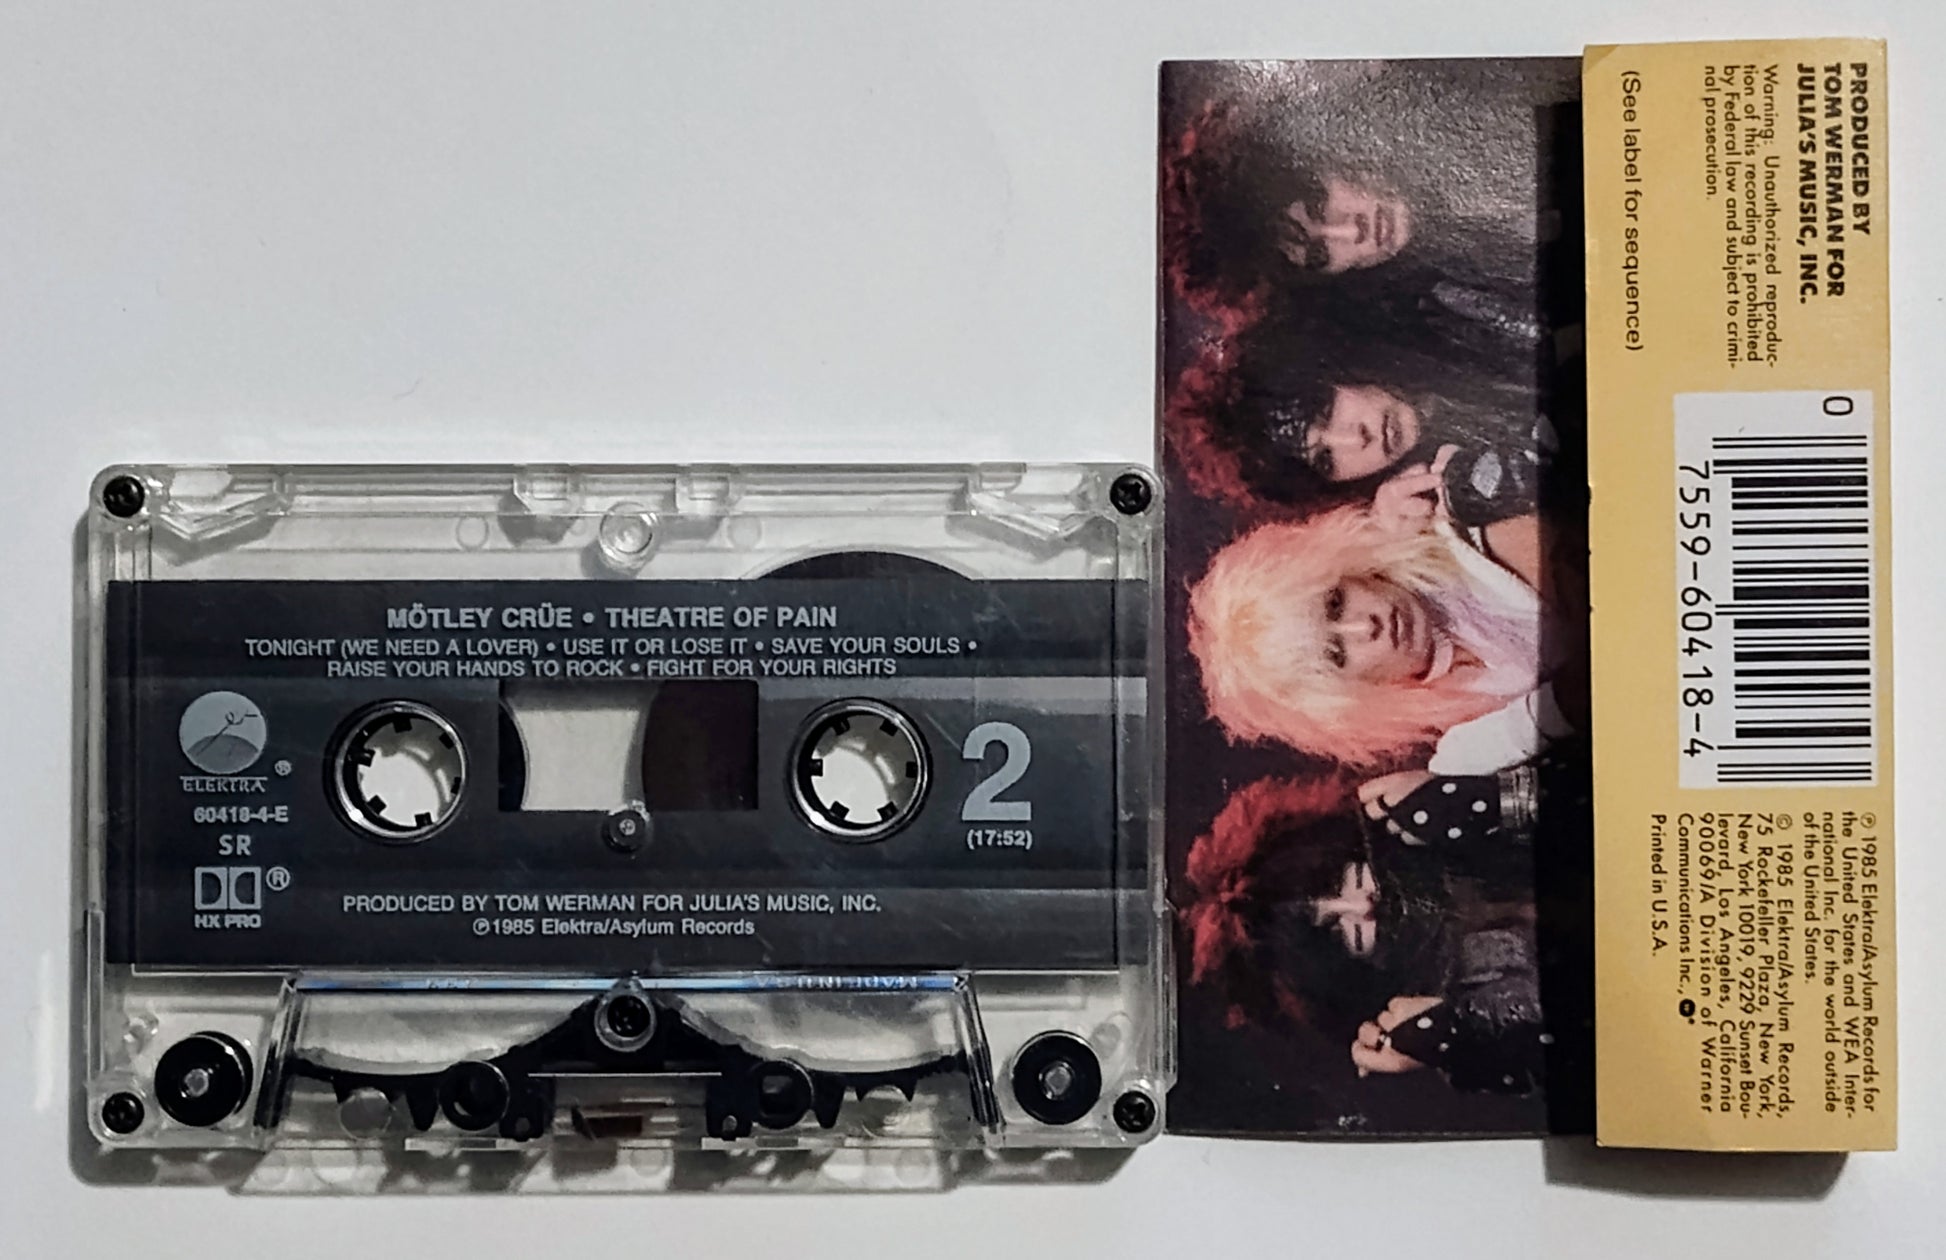 MÖTLEY CRÜE • THEATRE OF PAIN
TONIGHT (WE NEED A LOVER) • USE IT OR LOSE IT • SAVE YOUR SOULS •
RAISE YOUR HANDS TO ROCK • FIGHT FOR YOUR RIGHTS
ELEKTRA ®
60418-4-E
SR
® HX PRO
2
(17:52)
PRODUCED BY TOM WERMAN FOR JULIA'S MUSIC, INC.
℗1985 Elektra/Asylum Records
MADE IN USA
PRODUCED BY
TOM WERMAN FOR
JULIA'S MUSIC, INC.
Warning: Unauthorized reproduc-
tion of this recording is prohibited
by Federal law and subject to crimi-
nal prosecution.
(See label for sequence)
0
7559-60418-4
℗ 1985 Elektra/Asylum Records for
the United States and WEA Inter-
national Inc. for the world outside
of the United States.
© 1985 Elektra/Asylum Records,
75 Rockefeller Plaza, New York,
New York 10019, 9229 Sunset Bou-
levard, Los Angeles, California
90069/A Division of Warner
Communications Inc.,
Printed in U.S.A.